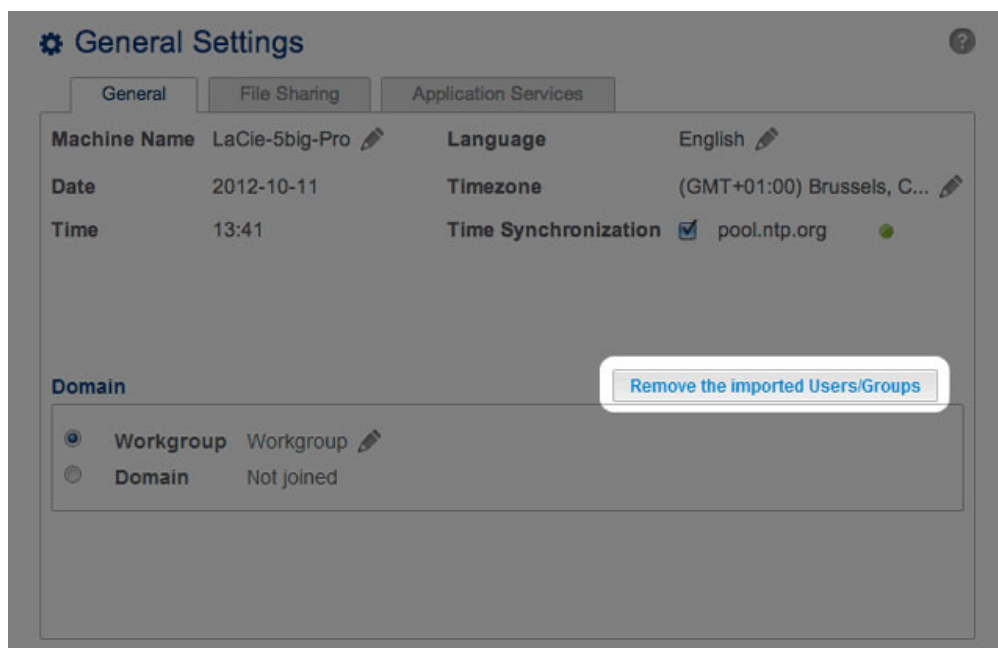 General Settings
General File Sharing Application Services
Machine Name LaCie-5big-Pro Language English
Date 2012-10-11 Timezone (GMT+01:00) Brussels, C...
Time 13:41 Time Synchronization pool.ntp.org
Domain Remove the imported Users/Groups
Workgroup Workgroup
Domain Not joined